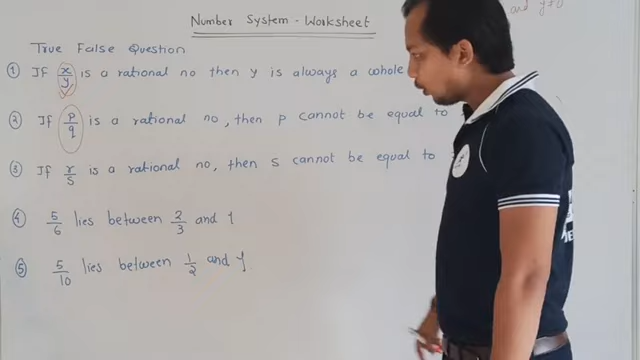 and y≠0
Number System - Worksheet
True False Question
① If x/y is a rational no then y is always a whole
② If p/q is a rational no, then p cannot be equal to
③ If r/s is a rational no, then s cannot be equal to
④ 5/6 lies between 2/3 and 1
⑤ 5/10 lies between 1/2 and 1